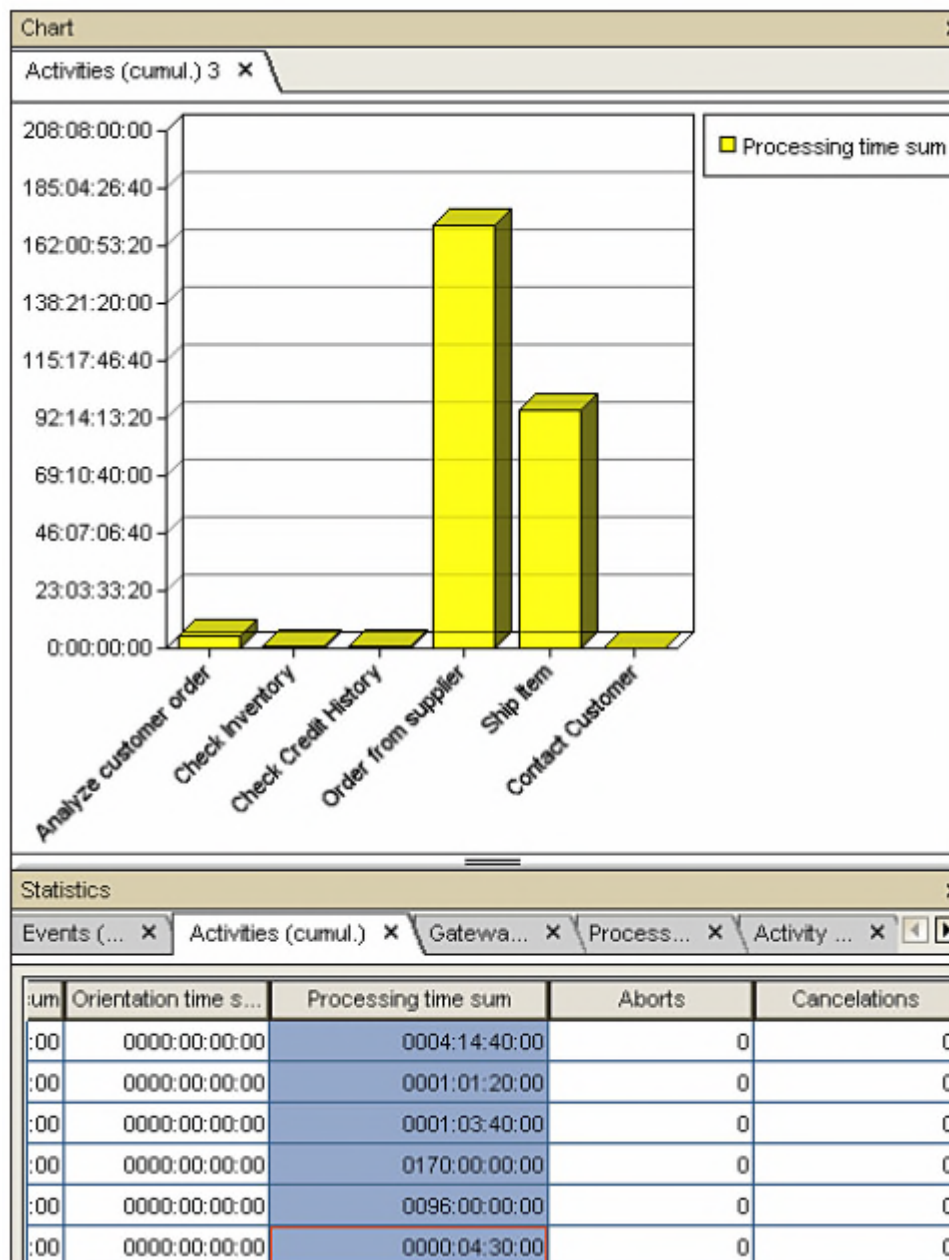 Chart
Activities (cumul.) 3
208:08:00:00
185:04:26:40
162:00:53:20
138:21:20:00
115:17:46:40
92:14:13:20
69:10:40:00
46:07:06:40
23:03:33:20
0:00:00:00
Processing time sum
Analyze customer order
Check Inventory
Check Credit History
Order from supplier
Ship Item
Contact Customer
Statistics
Events (... Activities (cumul.) Gatewa... Process... Activity ...
:um Orientation time s... Processing time sum Aborts Cancelations
:00 0000:00:00:00 0004:14:40:00 0 0
:00 0000:00:00:00 0001:01:20:00 0 0
:00 0000:00:00:00 0001:03:40:00 0 0
:00 0000:00:00:00 0170:00:00:00 0 0
:00 0000:00:00:00 0096:00:00:00 0 0
:00 0000:00:00:00 0000:04:30:00 0 0